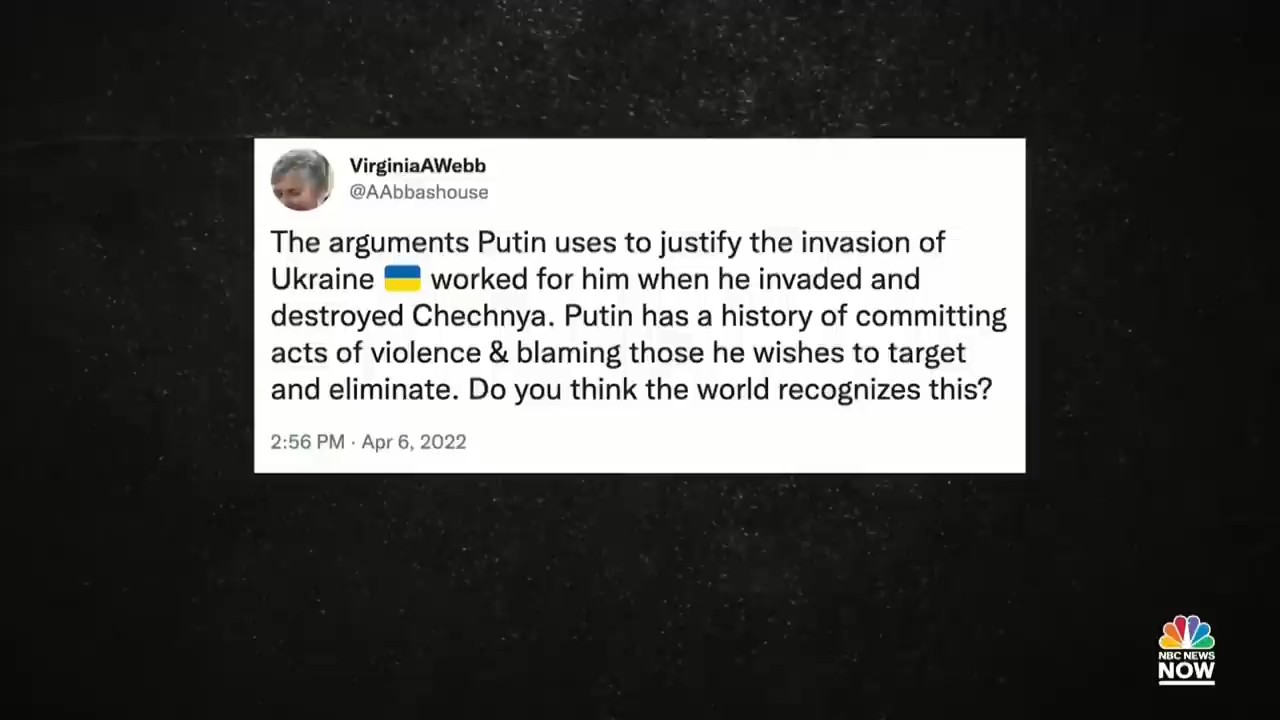 VirginiaAWebb
@AAbbashouse
The arguments Putin uses to justify the invasion of
Ukraine 🇺🇦 worked for him when he invaded and
destroyed Chechnya. Putin has a history of committing
acts of violence & blaming those he wishes to target
and eliminate. Do you think the world recognizes this?
2:56 PM · Apr 6, 2022
NBC NEWS
NOW